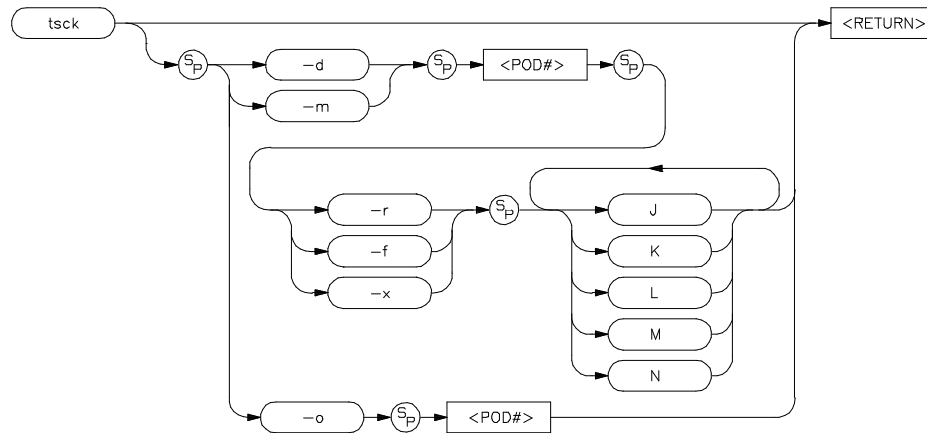 tsck
<RETURN>
SP
-d
SP
<POD#>
SP
-m
-r
SP
J
-f
K
-x
L
M
N
-o
SP
<POD#>